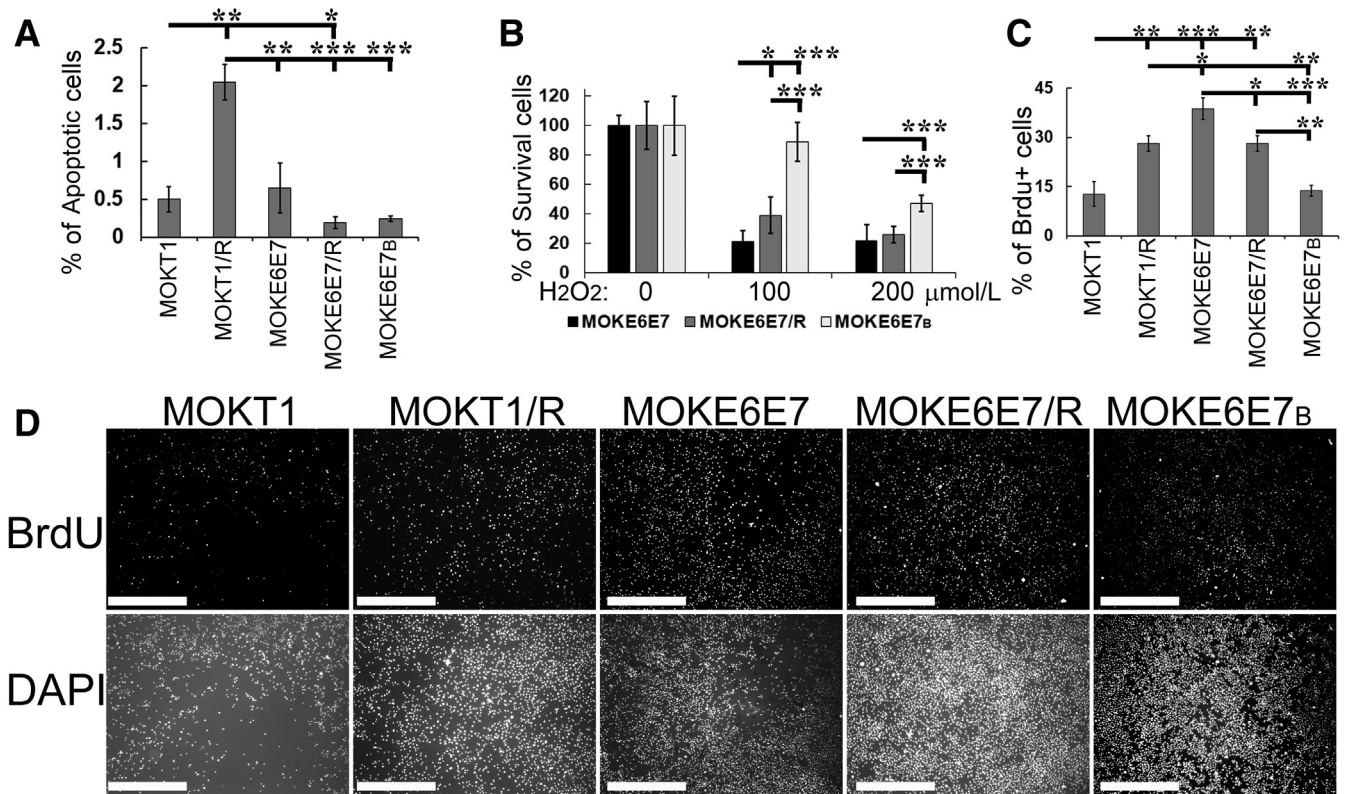 A
% of Apoptotic cells
** *
** *** ***
2.5
2
1.5
1
0.5
0
MOKT1
MOKT1/R
MOKE6E7
MOKE6E7/R
MOKE6E7B
B
% of Survival cells
* ***
***
***
***
120
100
80
60
40
20
0
H2O2: 0 100 200 μmol/L
MOKE6E7 MOKE6E7/R MOKE6E7B
C
% of Brdu+ cells
** *** **
* **
* ***
**
45
30
15
0
MOKT1
MOKT1/R
MOKE6E7
MOKE6E7/R
MOKE6E7B
D
MOKT1 MOKT1/R MOKE6E7 MOKE6E7/R MOKE6E7B
BrdU
DAPI